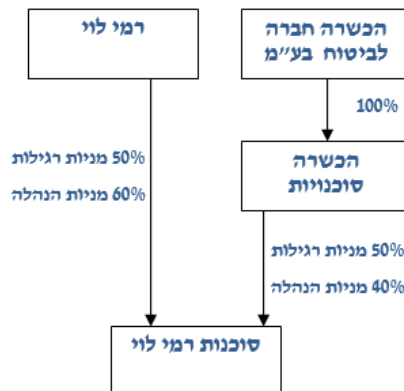 הכשרה חברה
לביטוח בע״מ
רמי לוי
100%
הכשרה
סוכנויות
50% מניות רגילות
60% מניות הנהלה
50% מניות רגילות
40% מניות הנהלה
סוכנות רמי לוי